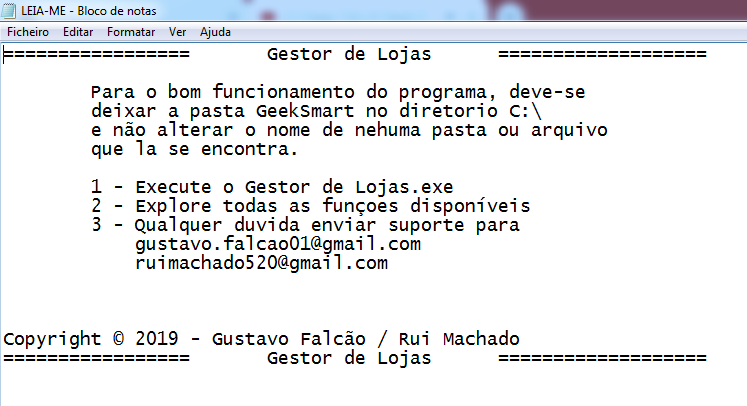 LEIA-ME - Bloco de notas
Ficheiro Editar Formatar Ver Ajuda
================= Gestor de Lojas ===================
Para o bom funcionamento do programa, deve-se
deixar a pasta GeekSmart no diretorio C:\
e não alterar o nome de nehuma pasta ou arquivo
que la se encontra.
1 - Execute o Gestor de Lojas.exe
2 - Explore todas as funçoes disponíveis
3 - Qualquer duvida enviar suporte para
gustavo.falcao01@gmail.com
ruimachado520@gmail.com
Copyright © 2019 - Gustavo Falcão / Rui Machado
================= Gestor de Lojas ===================